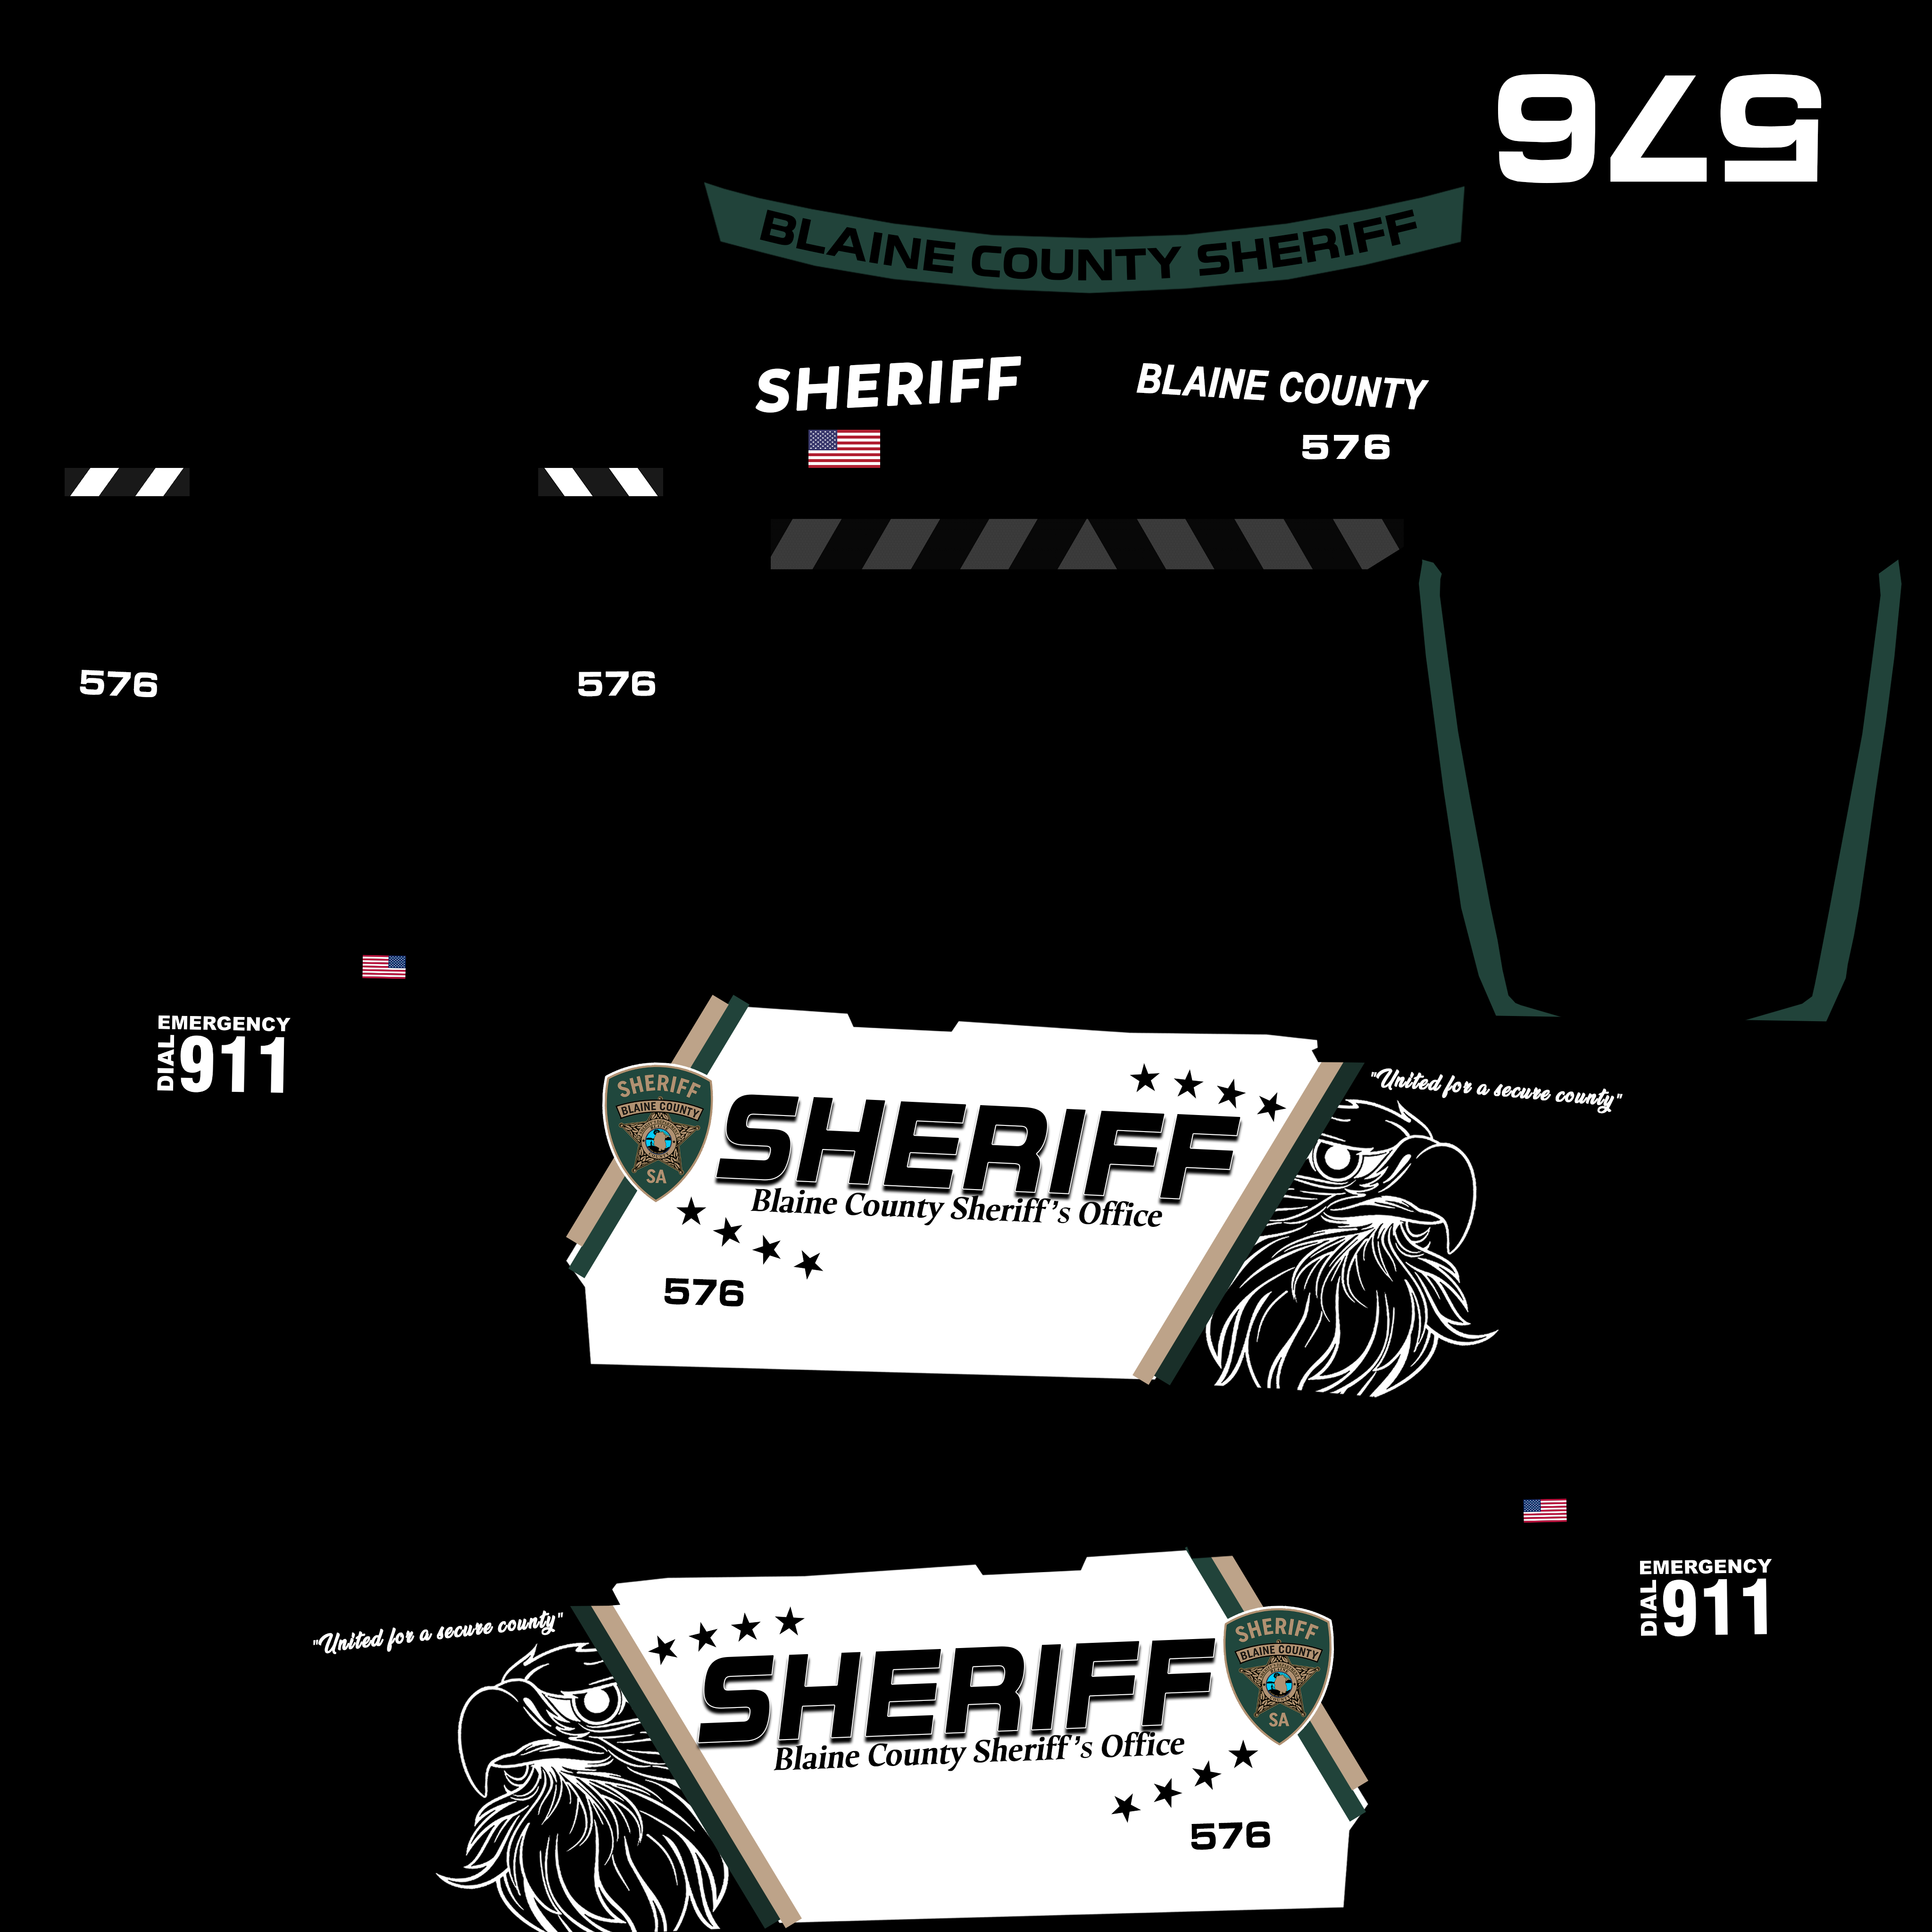 576
BLAINE COUNTY SHERIFF
SHERIFF
BLAINE COUNTY
576
576
576
EMERGENCY
DIAL
911
SHERIFF
BLAINE COUNTY
SA
SHERIFF
Blaine County Sheriff's Office
576
"United for a secure county"
EMERGENCY
DIAL
911
"United for a secure county"
SHERIFF
Blaine County Sheriff's Office
576
SHERIFF
BLAINE COUNTY
SA